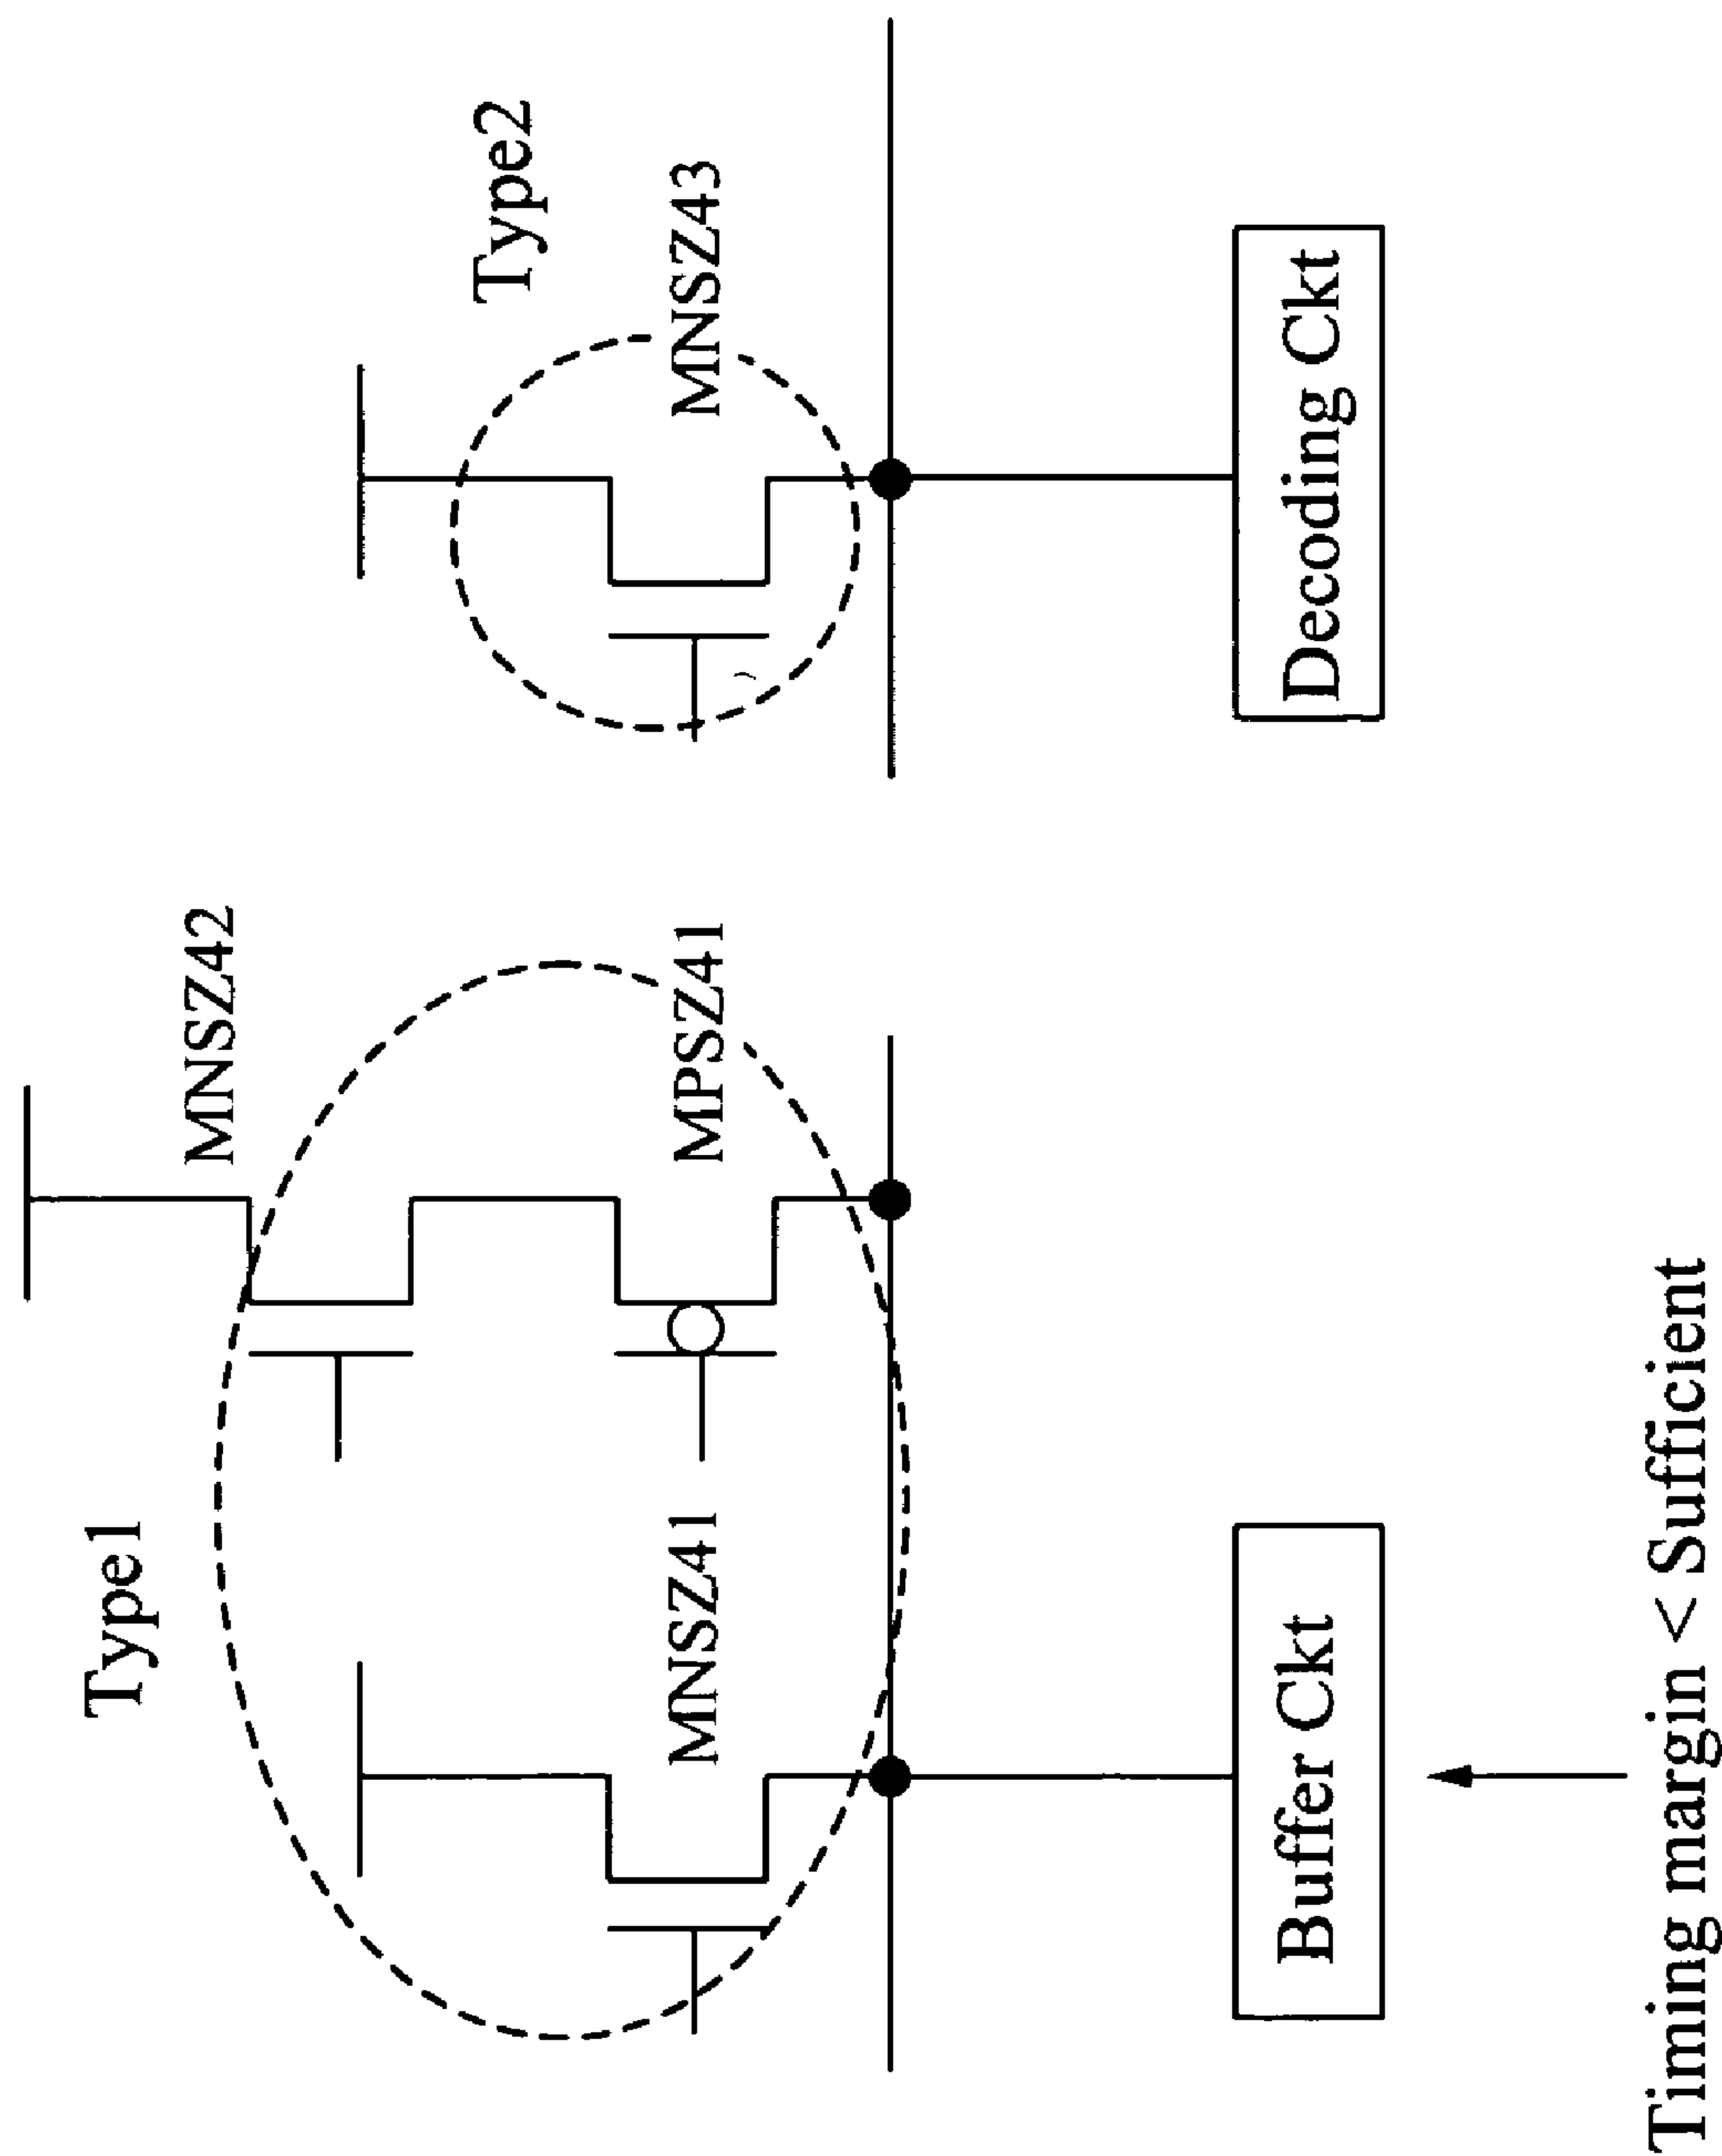 Type1
MNSZ42
MNSZ41
MPSZ41
Type2
MNSZ43
Buffer Ckt
Decoding Ckt
Timing margin < Sufficient